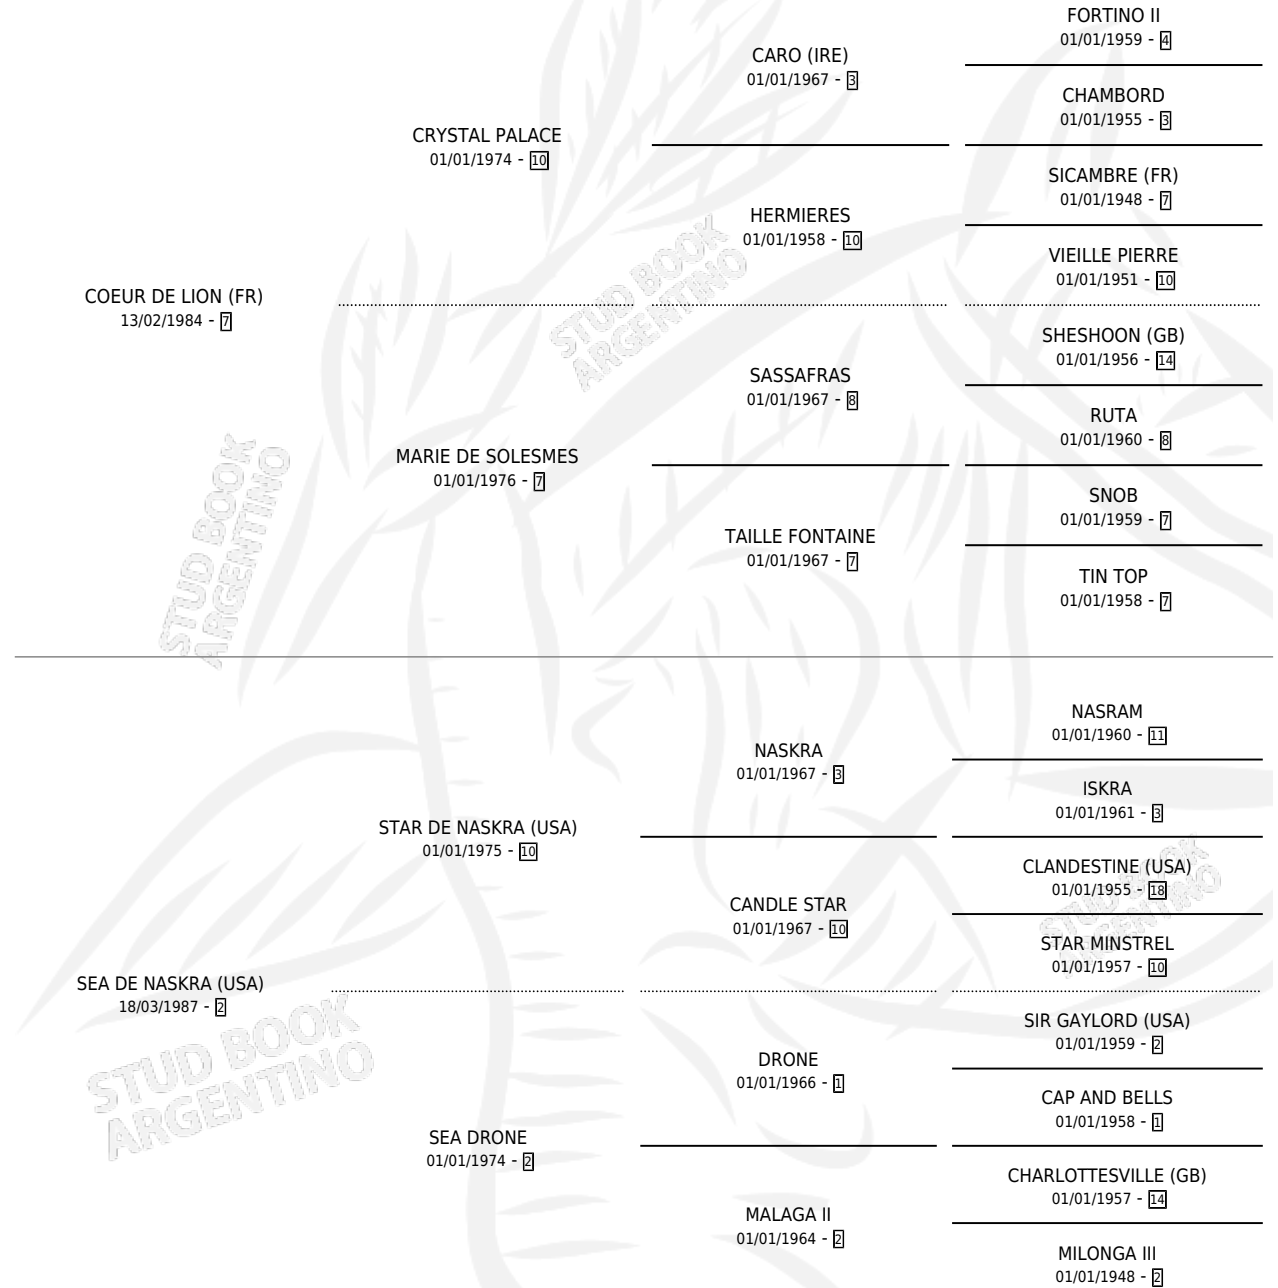 FORTINO II
01/01/1959 - 4
CARO (IRE)
01/01/1967 - 3
CHAMBORD
01/01/1955 - 3
CRYSTAL PALACE
01/01/1974 - 10
SICAMBRE (FR)
01/01/1948 - 7
HERMIERES
01/01/1958 - 10
VIEILLE PIERRE
01/01/1951 - 10
COEUR DE LION (FR)
13/02/1984 - 7
STUD BOOK
ARGENTINO
SHESHOON (GB)
01/01/1956 - 14
SASSAFRAS
01/01/1967 - 8
RUTA
01/01/1960 - 8
MARIE DE SOLESMES
01/01/1976 - 7
SNOB
01/01/1959 - 7
TAILLE FONTAINE
01/01/1967 - 7
TIN TOP
01/01/1958 - 7
STUD BOOK
ARGENTINO
NASRAM
01/01/1960 - 11
NASKRA
01/01/1967 - 3
ISKRA
01/01/1961 - 3
STAR DE NASKRA (USA)
01/01/1975 - 10
CLANDESTINE (USA)
01/01/1955 - 18
CANDLE STAR
01/01/1967 - 10
STAR MINSTREL
01/01/1957 - 10
STUD BOOK
ARGENTINO
SEA DE NASKRA (USA)
18/03/1987 - 2
SIR GAYLORD (USA)
01/01/1959 - 2
DRONE
01/01/1966 - 1
CAP AND BELLS
01/01/1958 - 1
STUD BOOK
ARGENTINO
SEA DRONE
01/01/1974 - 2
CHARLOTTESVILLE (GB)
01/01/1957 - 14
MALAGA II
01/01/1964 - 2
MILONGA III
01/01/1948 - 2